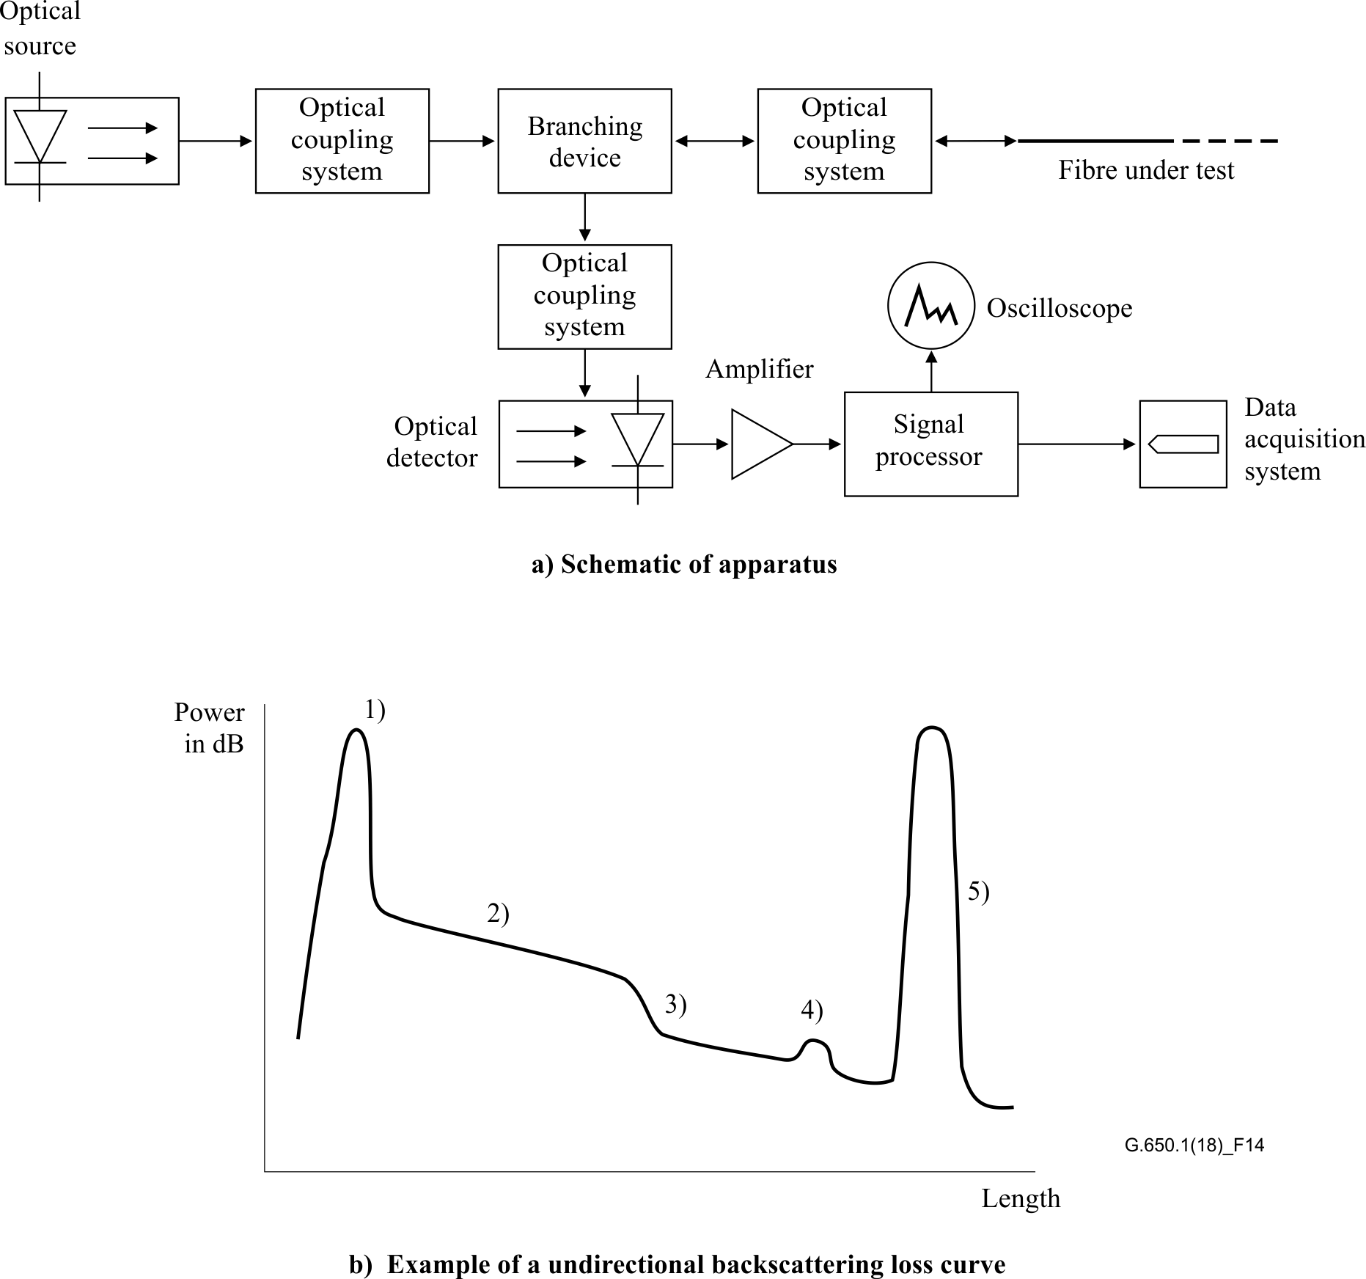 Optical
source
Optical
coupling
system
Branching
device
Optical
coupling
system
Fibre under test
Optical
coupling
system
Oscilloscope
Amplifier
Optical
detector
Signal
processor
Data
acquisition
system
a) Schematic of apparatus
Power
in dB
1)
2)
3)
4)
5)
G.650.1(18)_F14
Length
b) Example of a undirectional backscattering loss curve